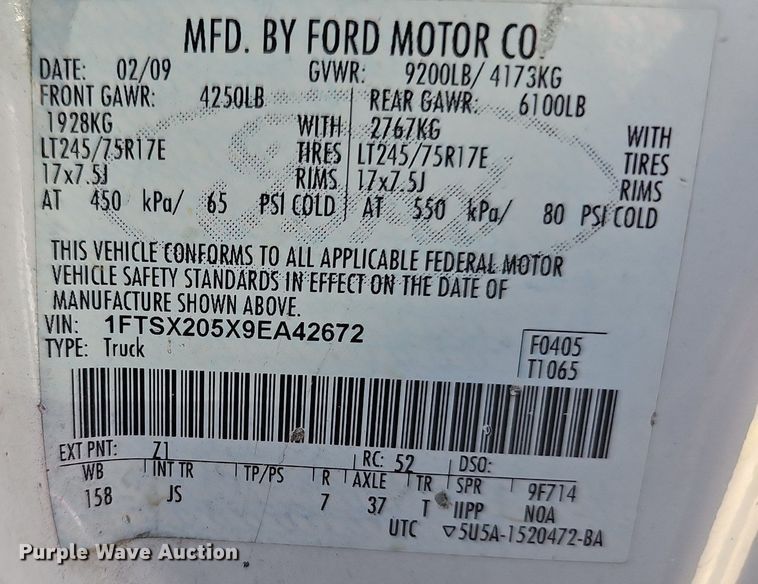 MFD. BY FORD MOTOR CO.
DATE: 02/09 GVWR: 9200LB/ 4173KG
FRONT GAWR: 4250LB REAR GAWR: 6100LB
1928KG WITH 2767KG WITH
LT245/75R17E TIRES LT245/75R17E TIRES
17x7.5J RIMS 17x7.5J RIMS
AT 450 kPa/ 65 PSI COLD AT 550 kPa/ 80 PSI COLD
THIS VEHICLE CONFORMS TO ALL APPLICABLE FEDERAL MOTOR
VEHICLE SAFETY STANDARDS IN EFFECT ON THE DATE OF
MANUFACTURE SHOWN ABOVE.
VIN: 1FTSX205X9EA42672
TYPE: Truck
F0405
T1065
EXT PNT: Z1 RC: 52 DSO:
WB INT TR TP/PS R AXLE TR SPR 9F714
158 JS 7 37 T IIPP NOA
UTC ▽5U5A-1520472-BA
Purple Wave Auction